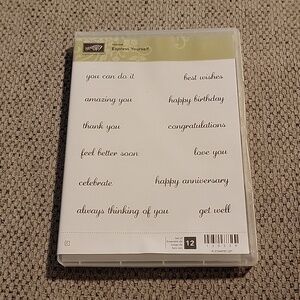 Express Yourself
you can do it
best wishes
amazing you
happy birthday
thank you
congratulations
feel better soon
love you
celebrate
happy anniversary
always thinking of you
get well
12